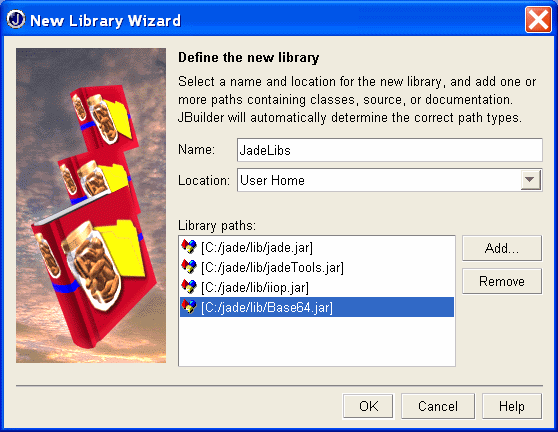 New Library Wizard
Define the new library
Select a name and location for the new library, and add one or
more paths containing classes, source, or documentation.
JBuilder will automatically determine the correct path types.
Name: JadeLibs
Location: User Home
Library paths:
[C:/jade/lib/jade.jar]
[C:/jade/lib/jadeTools.jar]
[C:/jade/lib/iiop.jar]
[C:/jade/lib/Base64.jar]
Add...
Remove
OK Cancel Help